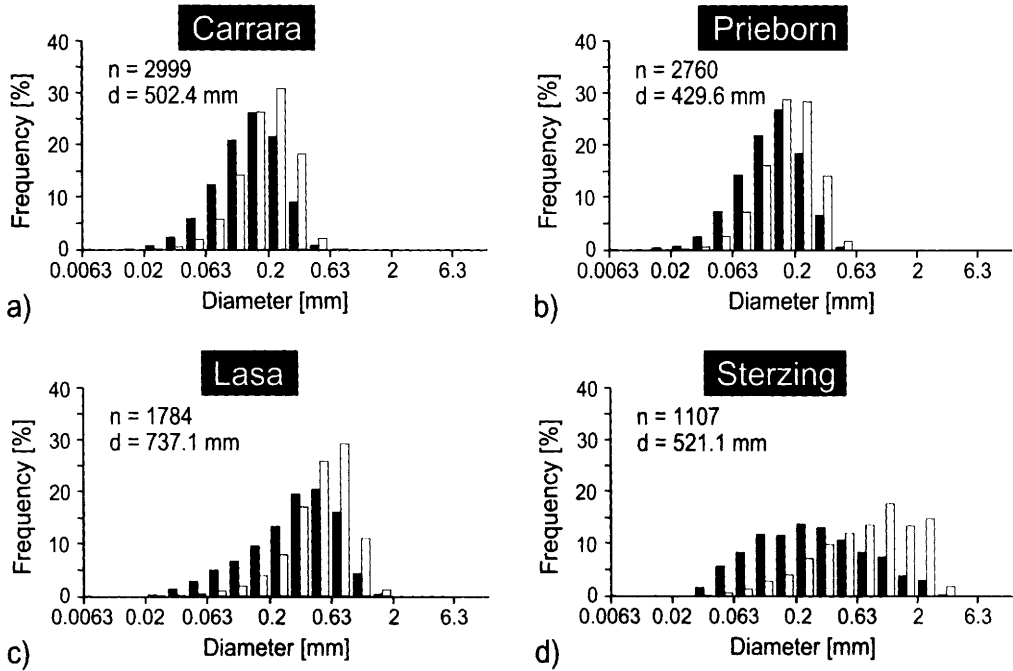 Carrara
Frequency [%]
40
30
20
10
0
n = 2999
d = 502.4 mm
0.0063 0.02 0.063 0.2 0.63 2 6.3
Diameter [mm]
a)
Prieborn
Frequency [%]
40
30
20
10
0
n = 2760
d = 429.6 mm
0.0063 0.02 0.063 0.2 0.63 2 6.3
Diameter [mm]
b)
Lasa
Frequency [%]
40
30
20
10
0
n = 1784
d = 737.1 mm
0.0063 0.02 0.063 0.2 0.63 2 6.3
Diameter [mm]
c)
Sterzing
Frequency [%]
40
30
20
10
0
n = 1107
d = 521.1 mm
0.0063 0.02 0.063 0.2 0.63 2 6.3
Diameter [mm]
d)